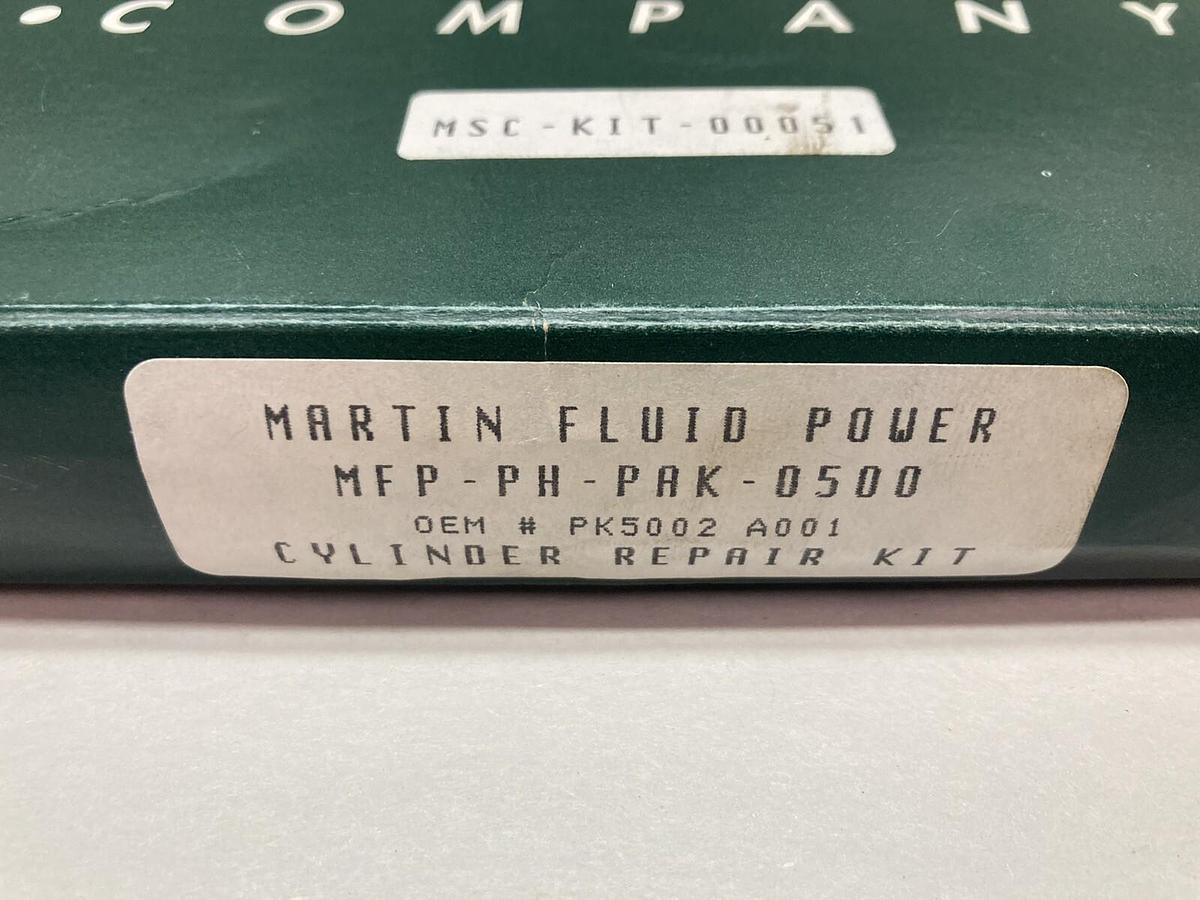 • COMPANY
MSC-KIT-00051
MARTIN FLUID POWER
MFP-PH-PAK-0500
OEM # PK5002 A001
CYLINDER REPAIR KIT